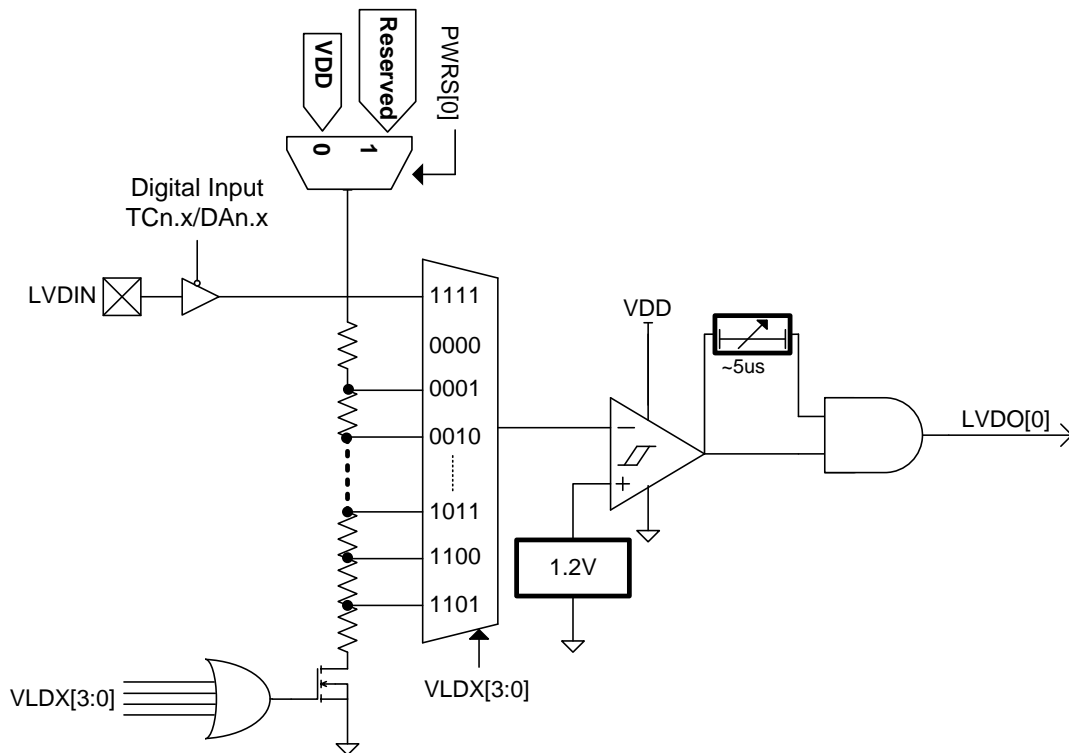 VDD
Reserved
PWRS[0]
0
1
Digital Input
TCn.x/DAn.x
LVDIN
1111
0000
0001
0010
1011
1100
1101
VDD
~5us
−
+
LVDO[0]
1.2V
VLDX[3:0]
VLDX[3:0]